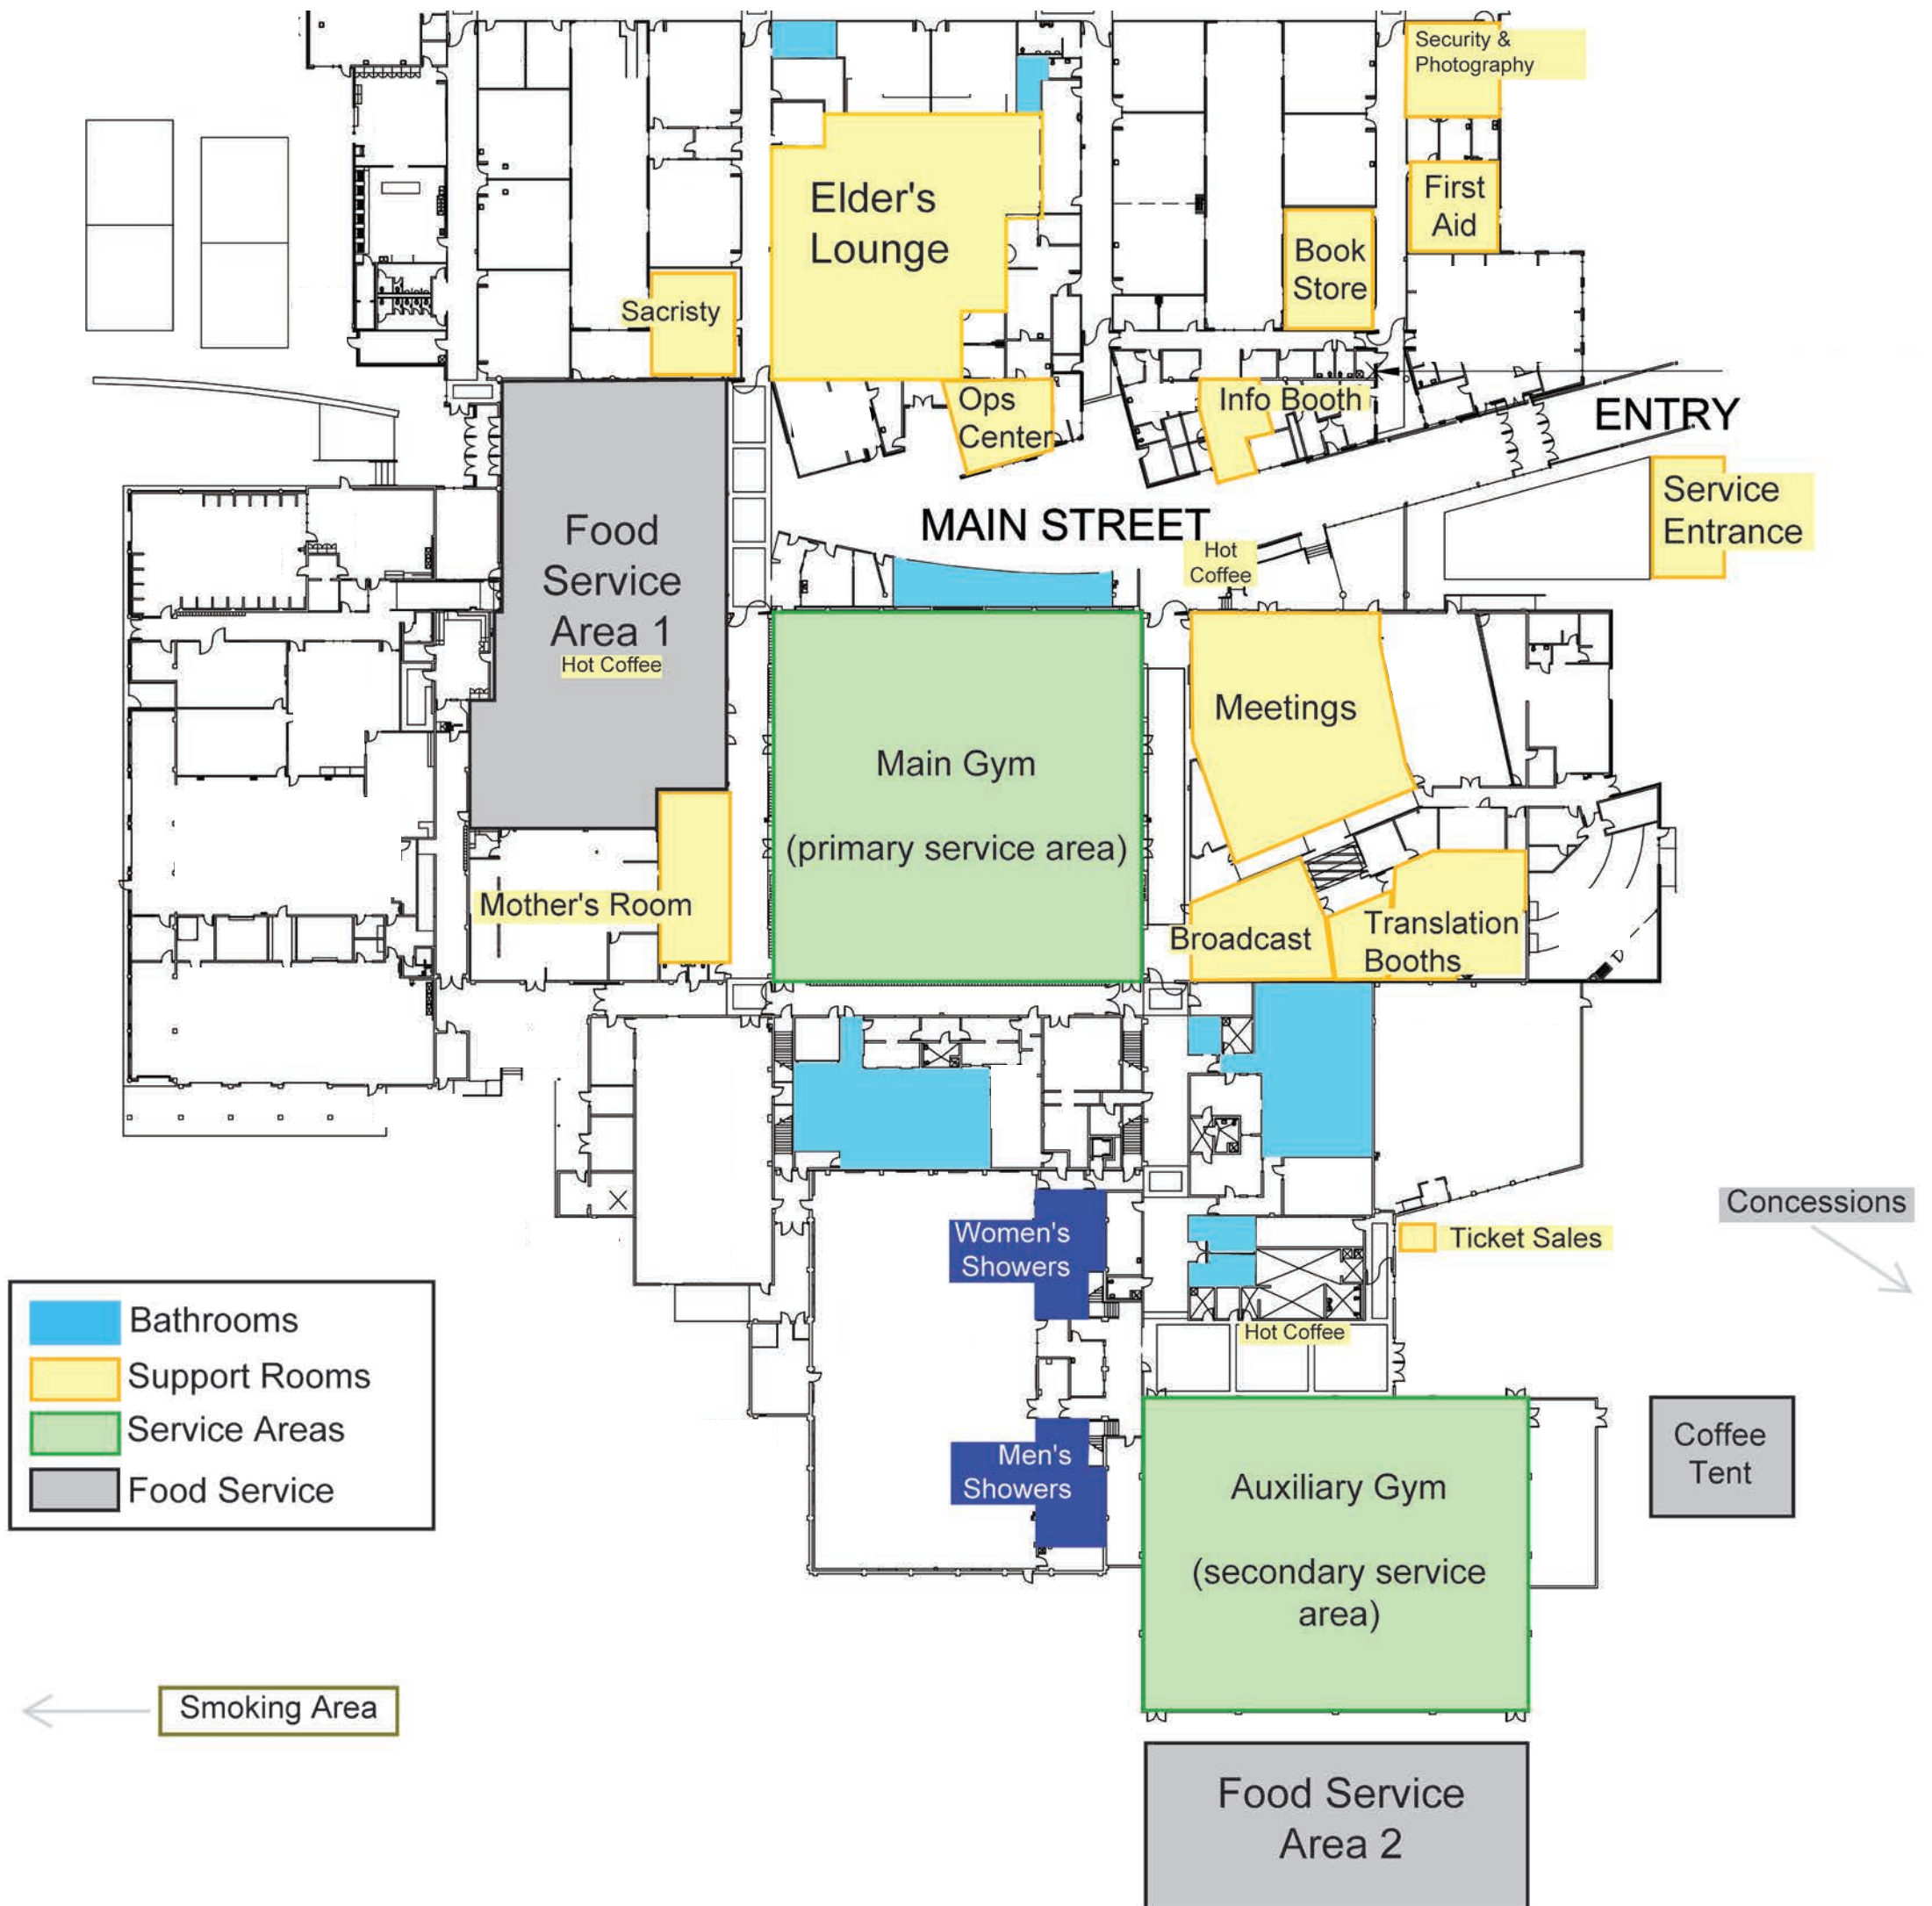 Security &
Photography
First
Aid
Elder's
Lounge
Book
Store
Sacristy
Ops
Center
Info Booth
ENTRY
Service
Entrance
MAIN STREET
Hot
Coffee
Food
Service
Area 1
Hot Coffee
Meetings
Main Gym
(primary service area)
Mother's Room
Broadcast
Translation
Booths
Concessions
Women's
Showers
Ticket Sales
Hot Coffee
Bathrooms
Support Rooms
Service Areas
Food Service
Men's
Showers
Auxiliary Gym
(secondary service
area)
Coffee
Tent
Smoking Area
Food Service
Area 2